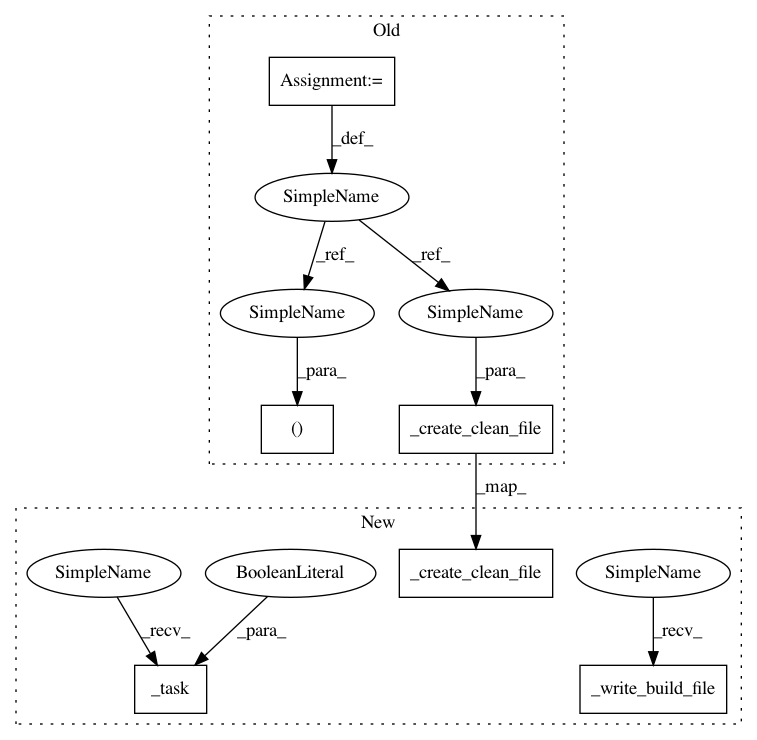 Old
Assignment:=
_def_
SimpleName
_ref_ _ref_
SimpleName SimpleName
_para_ _para_
() _create_clean_file
_map_
New
SimpleName BooleanLiteral _create_clean_file SimpleName
_recv_ _para_ _recv_
_task _write_build_file